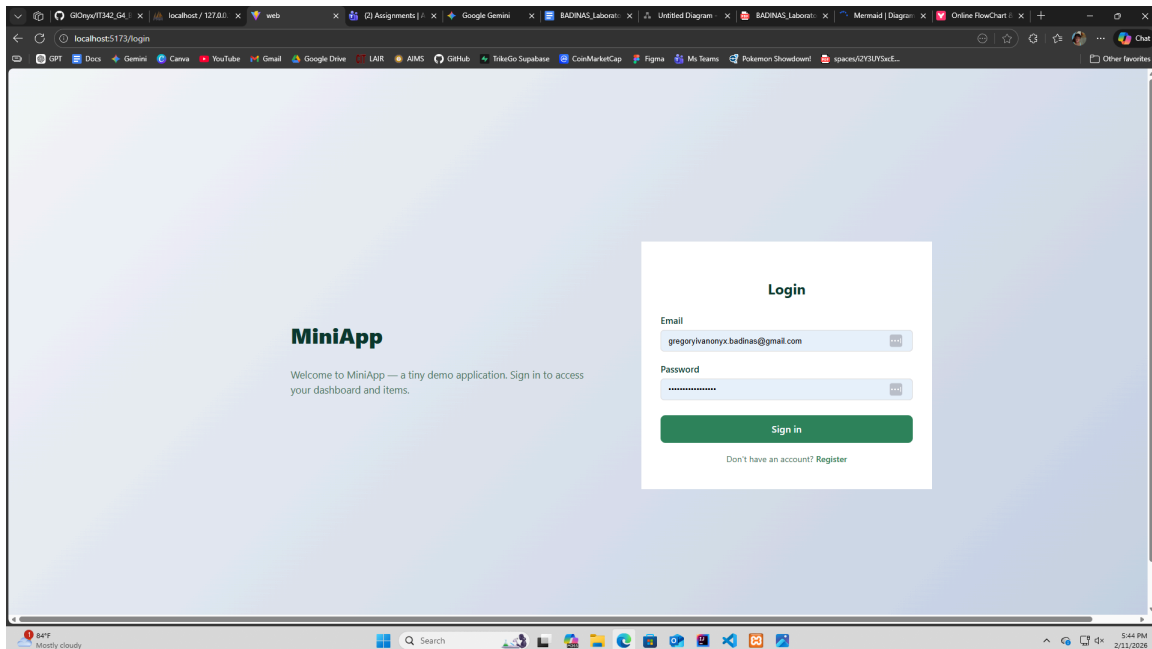 GIOnyx/IT342_G4_
localhost / 127.0.0.
web
(2) Assignments | A
Google Gemini
BADINAS_Laborato
Untitled Diagram
BADINAS_Laborato
Mermaid | Diagram
Online FlowChart
localhost:5173/login
Chat
GPT
Docs
Gemini
Canva
YouTube
Gmail
Google Drive
LAIR
AIMS
GitHub
TrikeGo Supabase
CoinMarketCap
Figma
Ms Teams
Pokemon Showdown!
spaces/iZY3UYSxcE...
Other favorites
MiniApp
Welcome to MiniApp — a tiny demo application. Sign in to access
your dashboard and items.
Login
Email
gregoryivanonyx.badinas@gmail.com
Password
Sign in
Don't have an account? Register
1
84°F
Mostly cloudy
Search
5:44 PM
2/11/2026